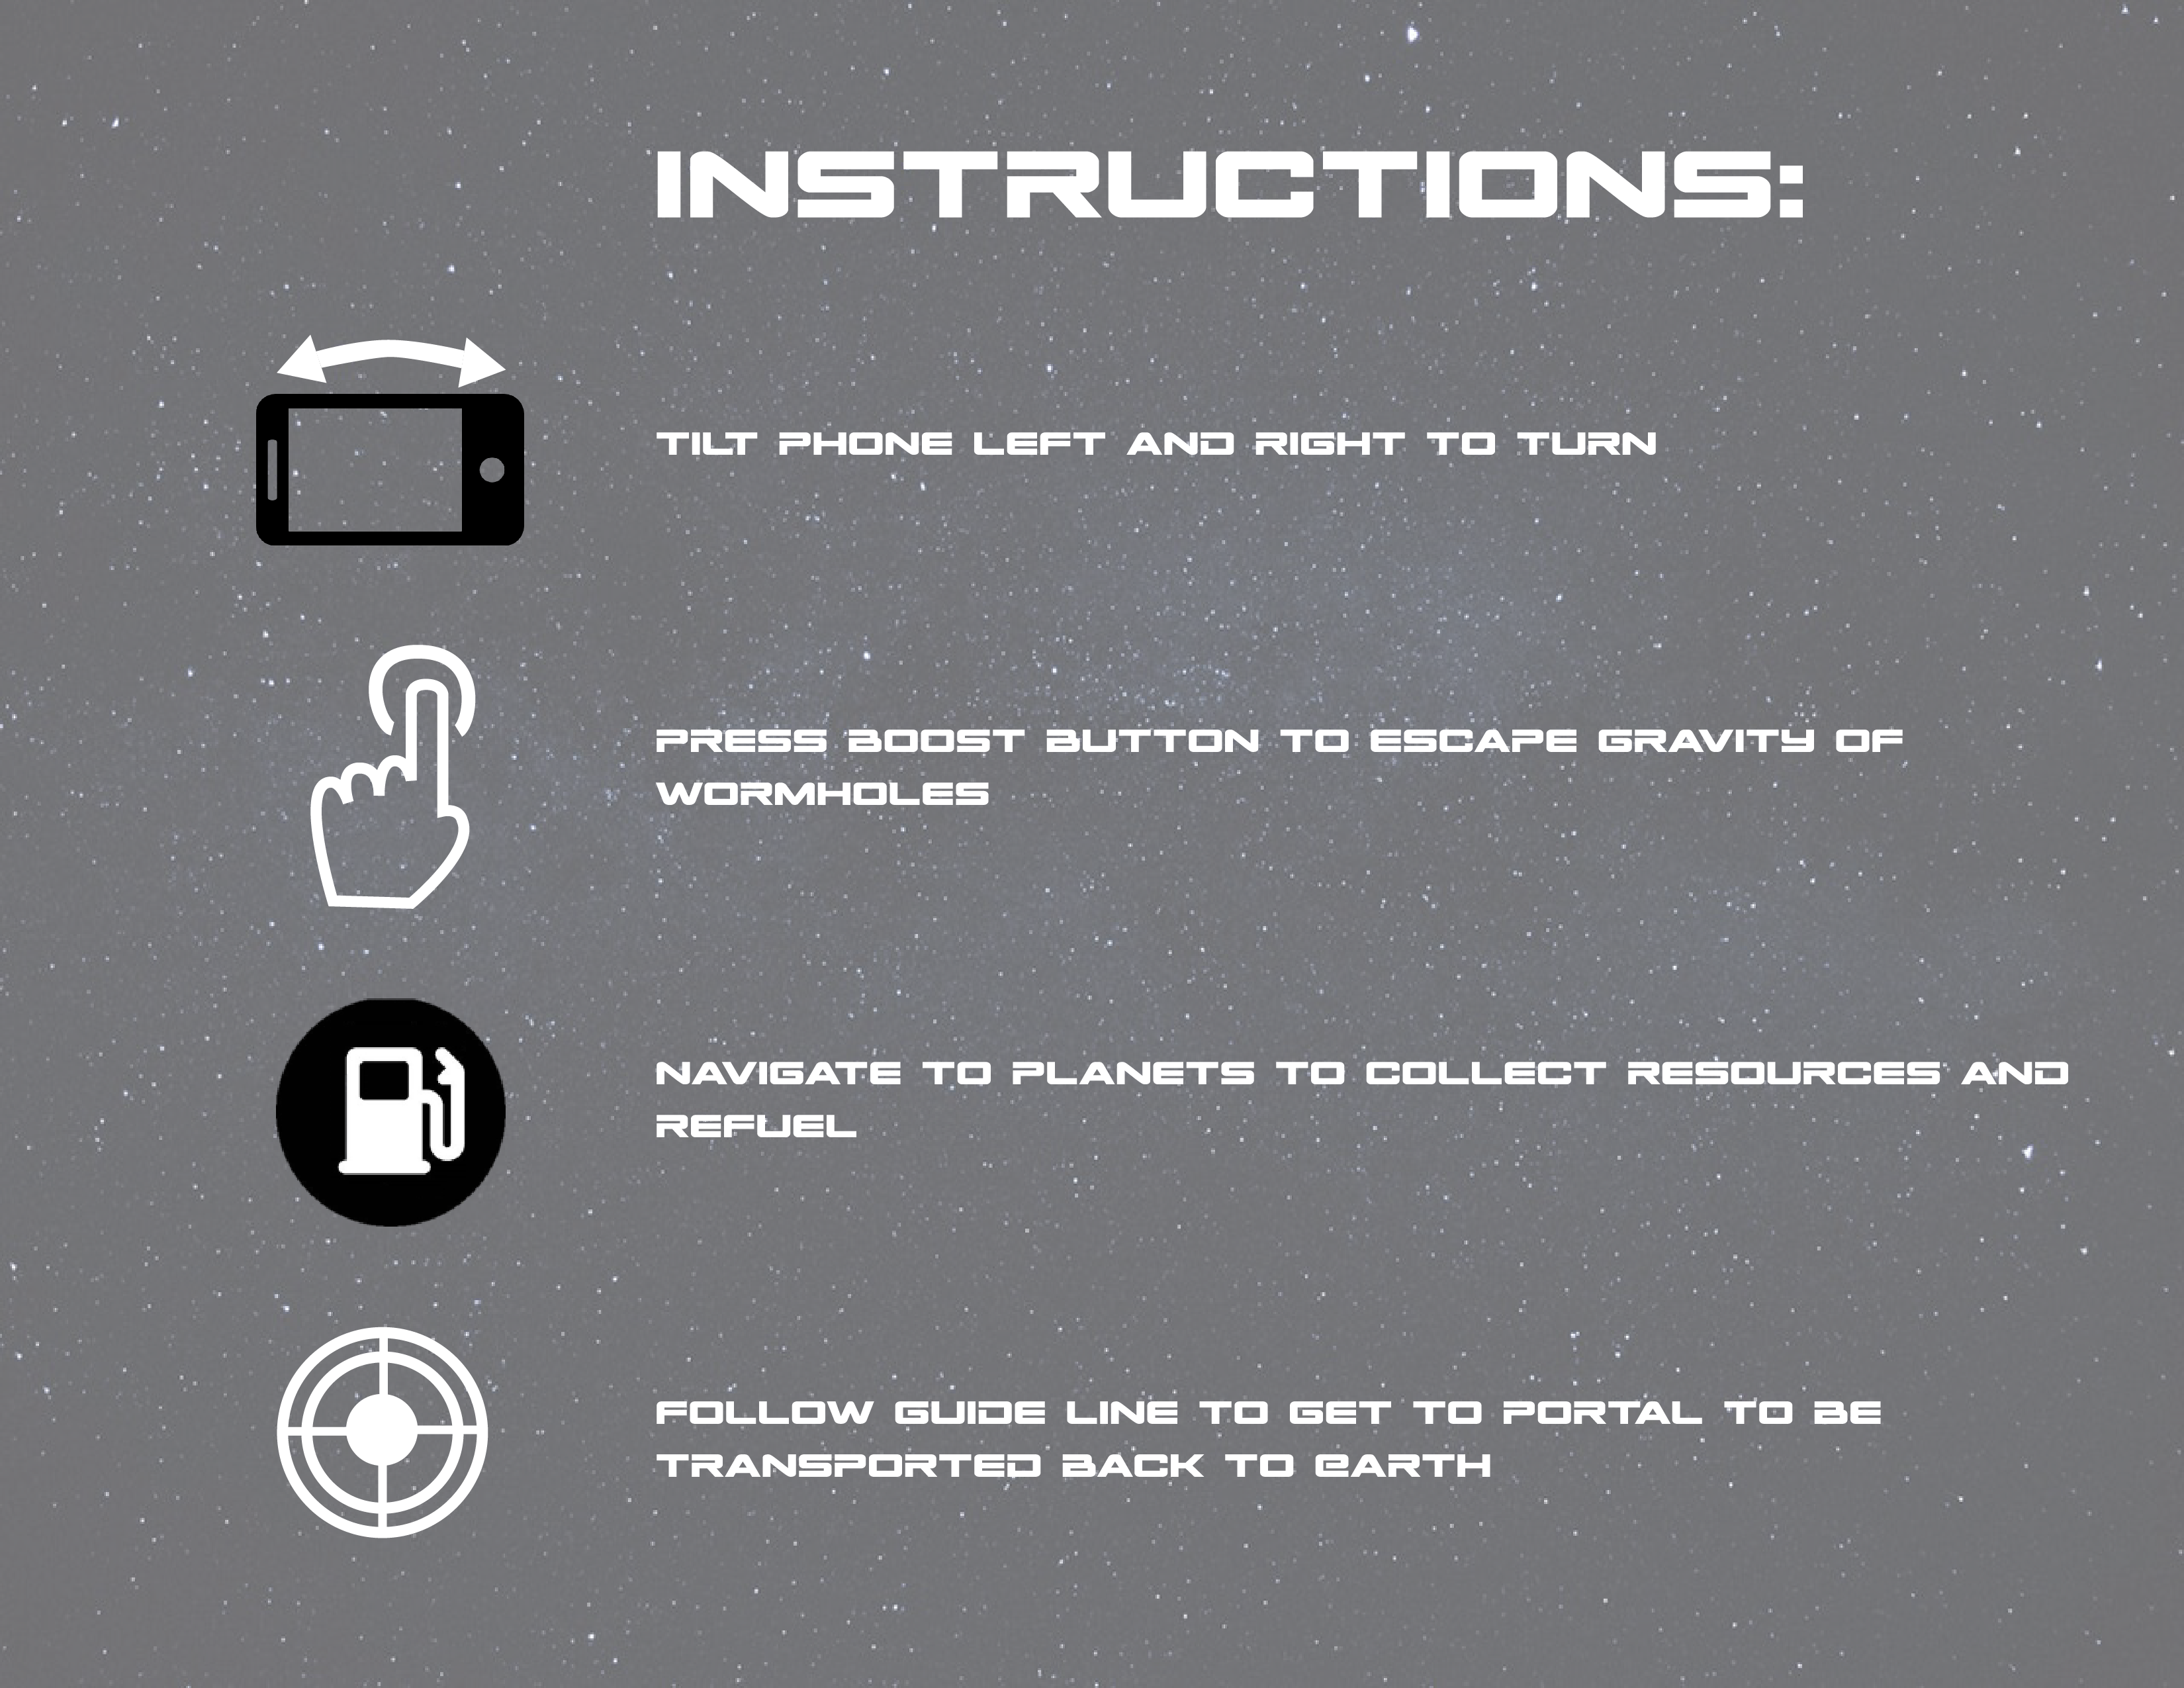 INSTRUCTIONS:
TILT PHONE LEFT AND RIGHT TO TURN
PRESS BOOST BUTTON TO ESCAPE GRAVITY OF
WORMHOLES
NAVIGATE TO PLANETS TO COLLECT RESOURCES AND
REFUEL
FOLLOW GUIDE LINE TO GET TO PORTAL TO BE
TRANSPORTED BACK TO EARTH